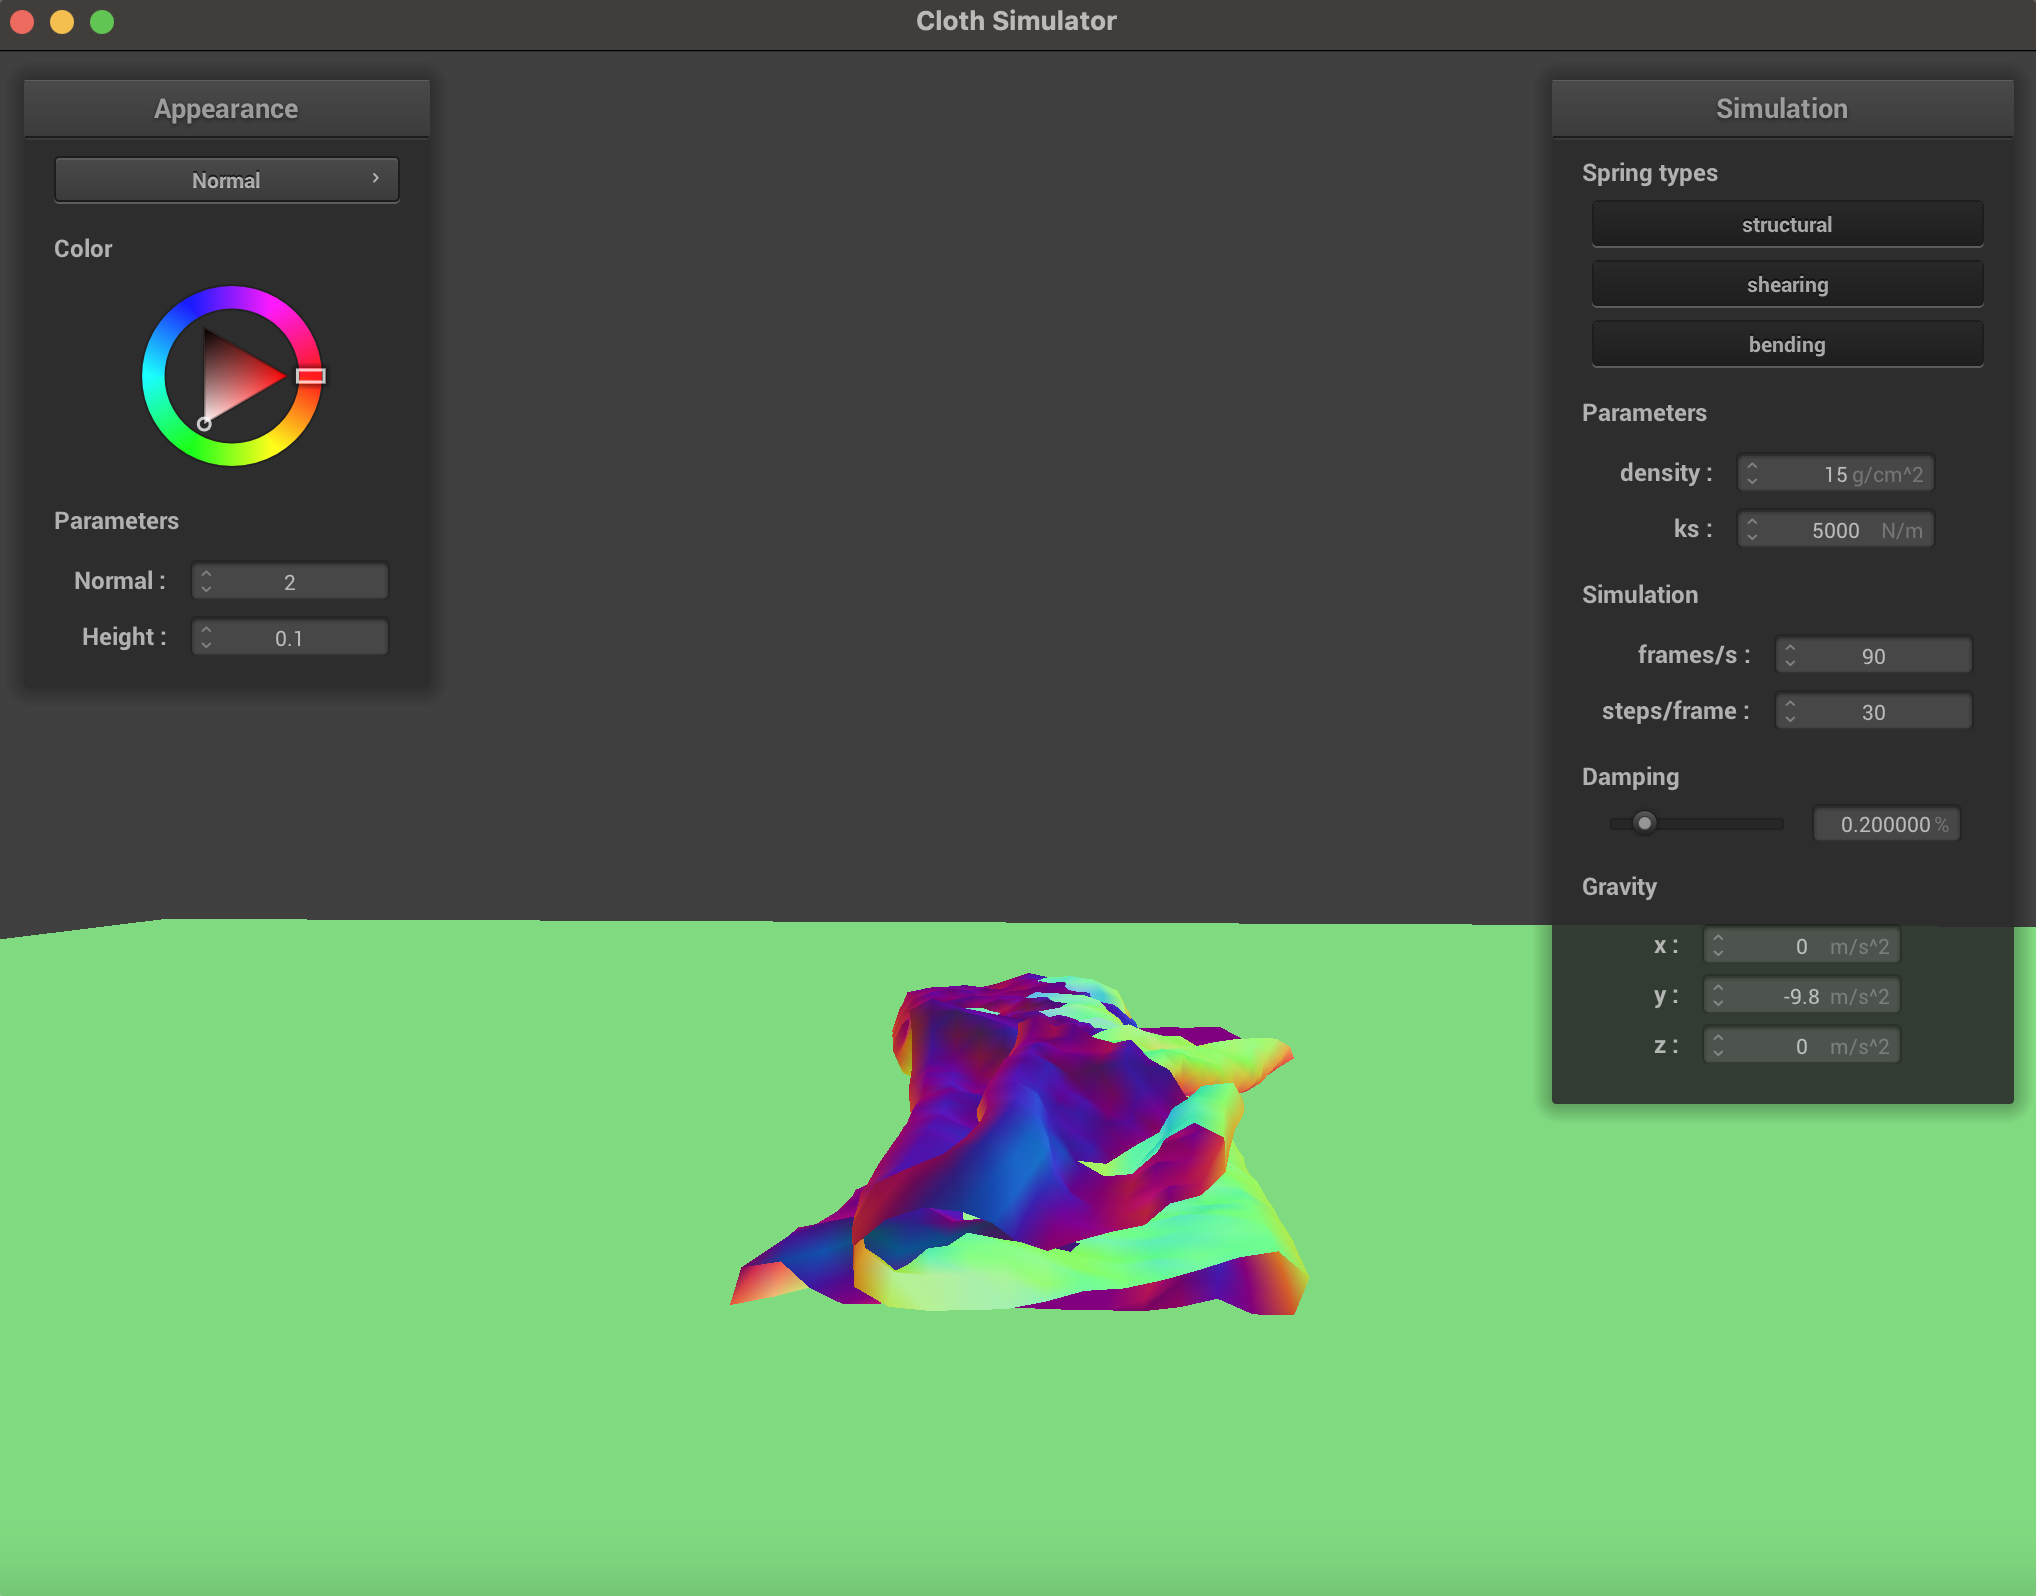 Cloth Simulator
Appearance
Normal
Color
Parameters
Normal : 2
Height : 0.1
Simulation
Spring types
structural
shearing
bending
Parameters
density : 15 g/cm^2
ks : 5000 N/m
Simulation
frames/s : 90
steps/frame : 30
Damping
0.200000 %
Gravity
x : 0 m/s^2
y : -9.8 m/s^2
z : 0 m/s^2